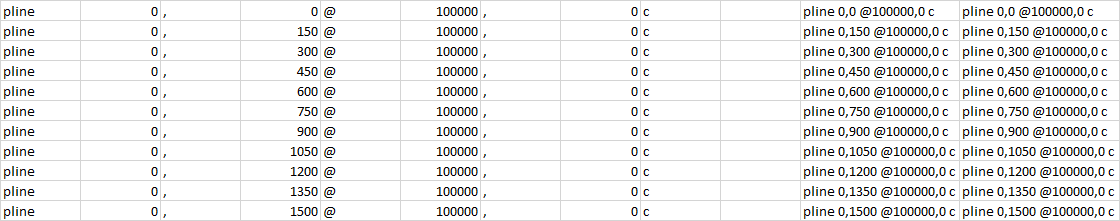 pline 0 , 0 @ 100000 , 0 c pline 0,0 @100000,0 c pline 0,0 @100000,0 c
pline 0 , 150 @ 100000 , 0 c pline 0,150 @100000,0 c pline 0,150 @100000,0 c
pline 0 , 300 @ 100000 , 0 c pline 0,300 @100000,0 c pline 0,300 @100000,0 c
pline 0 , 450 @ 100000 , 0 c pline 0,450 @100000,0 c pline 0,450 @100000,0 c
pline 0 , 600 @ 100000 , 0 c pline 0,600 @100000,0 c pline 0,600 @100000,0 c
pline 0 , 750 @ 100000 , 0 c pline 0,750 @100000,0 c pline 0,750 @100000,0 c
pline 0 , 900 @ 100000 , 0 c pline 0,900 @100000,0 c pline 0,900 @100000,0 c
pline 0 , 1050 @ 100000 , 0 c pline 0,1050 @100000,0 c pline 0,1050 @100000,0 c
pline 0 , 1200 @ 100000 , 0 c pline 0,1200 @100000,0 c pline 0,1200 @100000,0 c
pline 0 , 1350 @ 100000 , 0 c pline 0,1350 @100000,0 c pline 0,1350 @100000,0 c
pline 0 , 1500 @ 100000 , 0 c pline 0,1500 @100000,0 c pline 0,1500 @100000,0 c